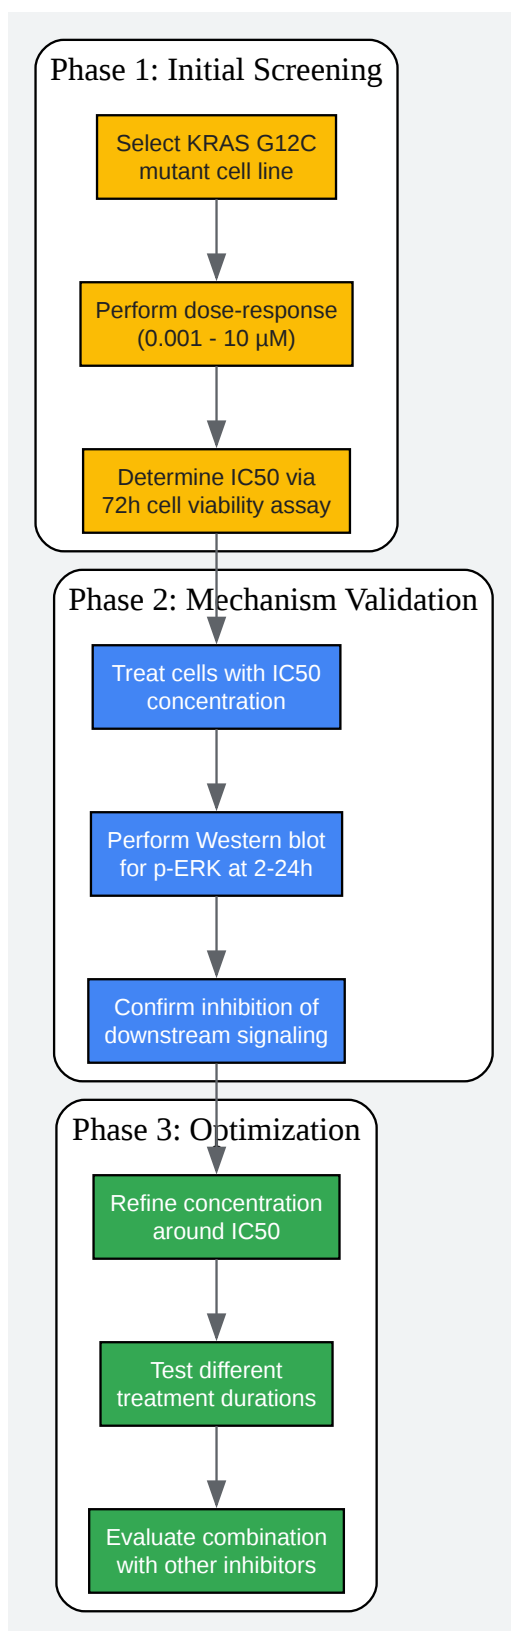 Phase 1: Initial Screening
Select KRAS G12C
mutant cell line
Perform dose-response
(0.001 - 10 µM)
Determine IC50 via
72h cell viability assay
Phase 2: Mechanism Validation
Treat cells with IC50
concentration
Perform Western blot
for p-ERK at 2-24h
Confirm inhibition of
downstream signaling
Phase 3: Optimization
Refine concentration
around IC50
Test different
treatment durations
Evaluate combination
with other inhibitors